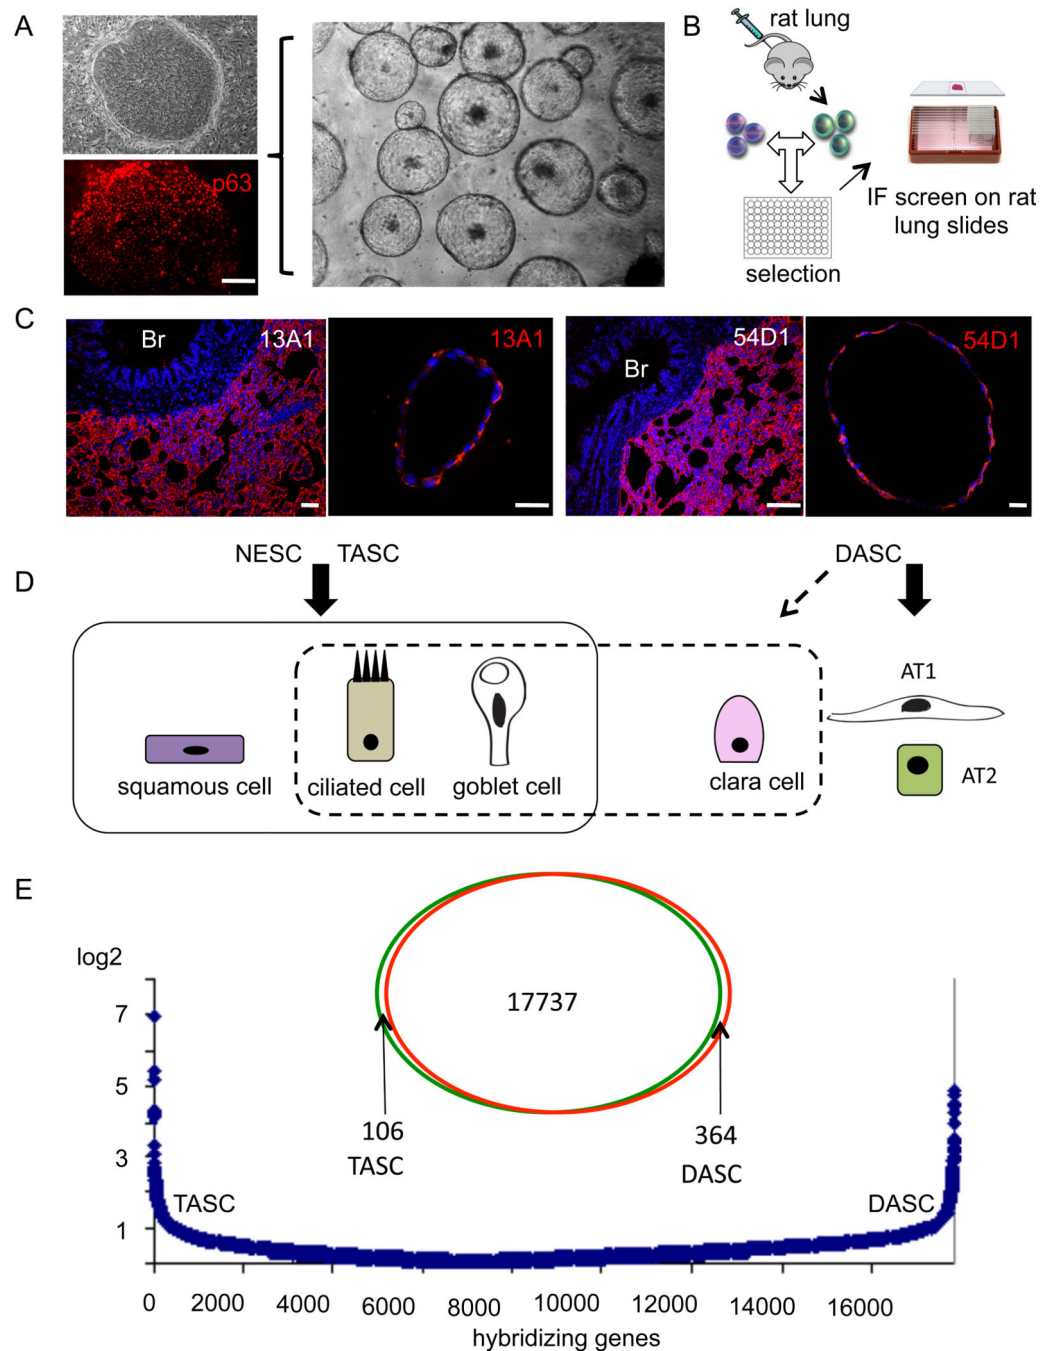 A
p63
B
rat lung
IF screen on rat
lung slides
selection
C
Br
13A1
13A1
Br
54D1
54D1
NESC
TASC
DASC
D
squamous cell
ciliated cell
goblet cell
clara cell
AT1
AT2
E
log2
7
5
3
1
17737
106
TASC
364
DASC
TASC
DASC
0 2000 4000 6000 8000 10000 12000 14000 16000
hybridizing genes